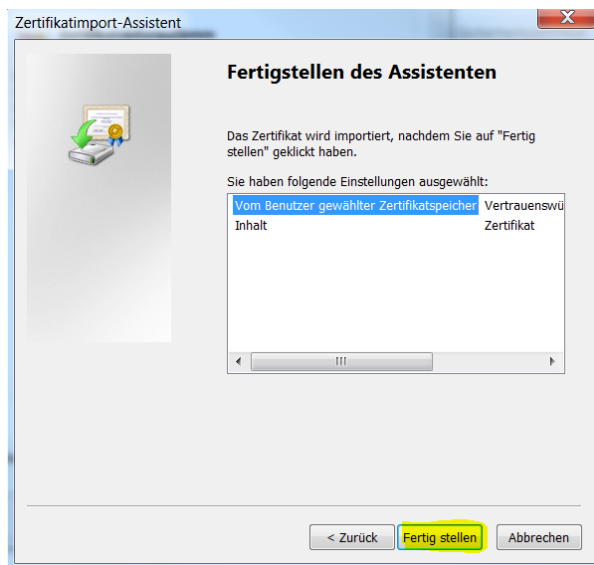 Zertifikatimport-Assistent
Fertigstellen des Assistenten
Das Zertifikat wird importiert, nachdem Sie auf "Fertig
stellen" geklickt haben.
Sie haben folgende Einstellungen ausgewählt:
Vom Benutzer gewählter Zertifikatspeicher Vertrauenswü
Inhalt Zertifikat
< Zurück Fertig stellen Abbrechen